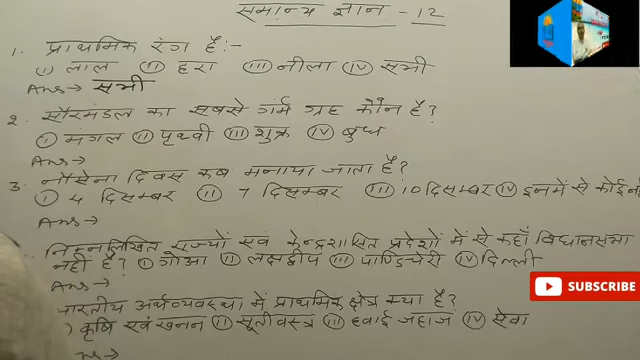 समान्य ज्ञान - 12
1. प्राथमिक रंग हैं:-
(i) लाल (ii) हरा (iii) नीला (iv) सभी
Ans → सभी
2. सौरमंडल का सबसे गर्म ग्रह कौन है?
(i) मंगल (ii) पृथ्वी (iii) शुक्र (iv) बुध
Ans →
3. नौसेना दिवस कब मनाया जाता है?
(i) 4 दिसम्बर (ii) 7 दिसम्बर (iii) 10 दिसम्बर (iv) इनमें से कोई
Ans →
निम्नलिखित राज्यों एवं केन्द्रशासित प्रदेशों में से कहाँ विधानसभा
नहीं है? (i) गोआ (ii) लक्षद्वीप (iii) पाण्डिचेरी (iv) दिल्ली
Ans →
भारतीय अर्थव्यवस्था में प्राथमिक क्षेत्र क्या है?
) कृषि एवं खनन (ii) सूतीवस्त्र (iii) हवाई जहाज (iv) सेवा
ns →
SUBSCRIBE